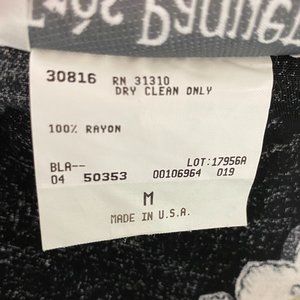 30816 RN 31310
DRY CLEAN ONLY
100% RAYON
BLA-- LOT:17956A
04 50353 00106964 019
M
MADE IN U.S.A.